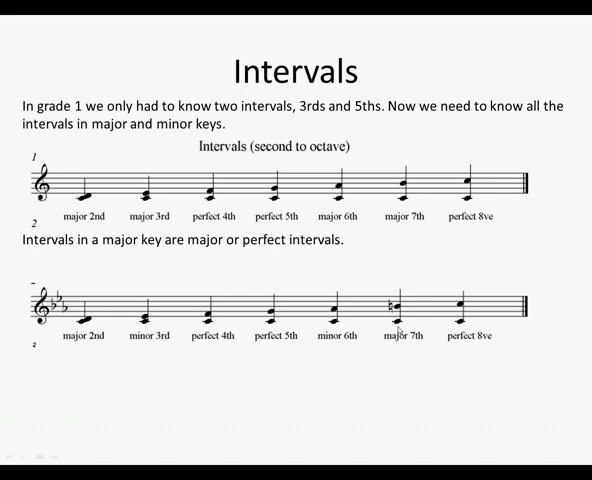 Intervals
In grade 1 we only had to know two intervals, 3rds and 5ths. Now we need to know all the
intervals in major and minor keys.
Intervals (second to octave)
1
major 2nd major 3rd perfect 4th perfect 5th major 6th major 7th perfect 8ve
2
Intervals in a major key are major or perfect intervals.
major 2nd minor 3rd perfect 4th perfect 5th minor 6th major 7th perfect 8ve